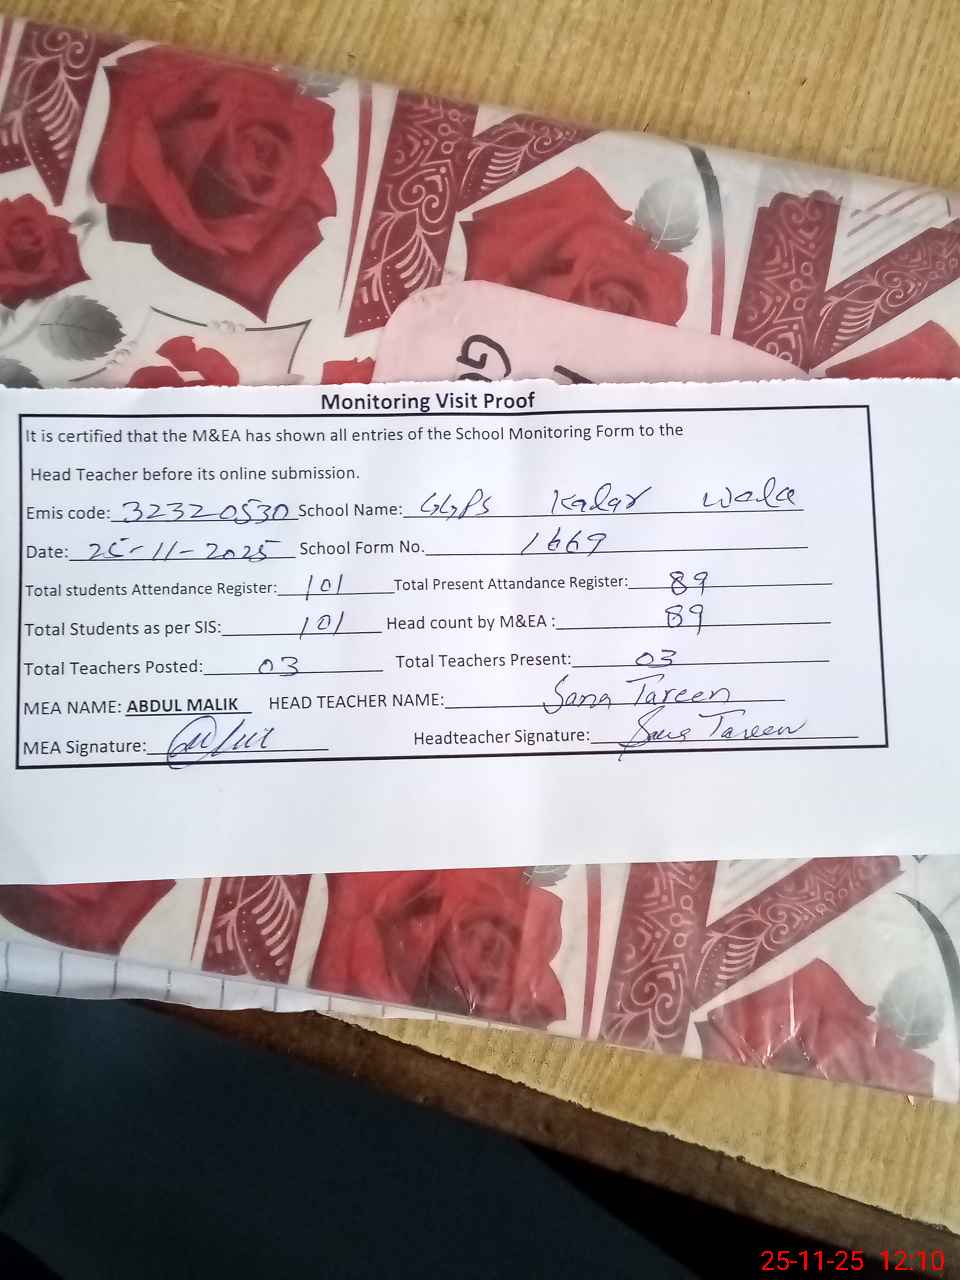 Monitoring Visit Proof
It is certified that the M&EA has shown all entries of the School Monitoring Form to the
Head Teacher before its online submission.
Emis code: 32320530 School Name: GGPS Kalar Wala
Date: 25-11-2025 School Form No. 1669
Total students Attendance Register: 101 Total Present Attandance Register: 89
Total Students as per SIS: 101 Head count by M&EA : 89
Total Teachers Posted: 03 Total Teachers Present: 03
MEA NAME: ABDUL MALIK HEAD TEACHER NAME: Sana Tareen
MEA Signature: Headteacher Signature: Sana Tareen
25-11-25 12:10